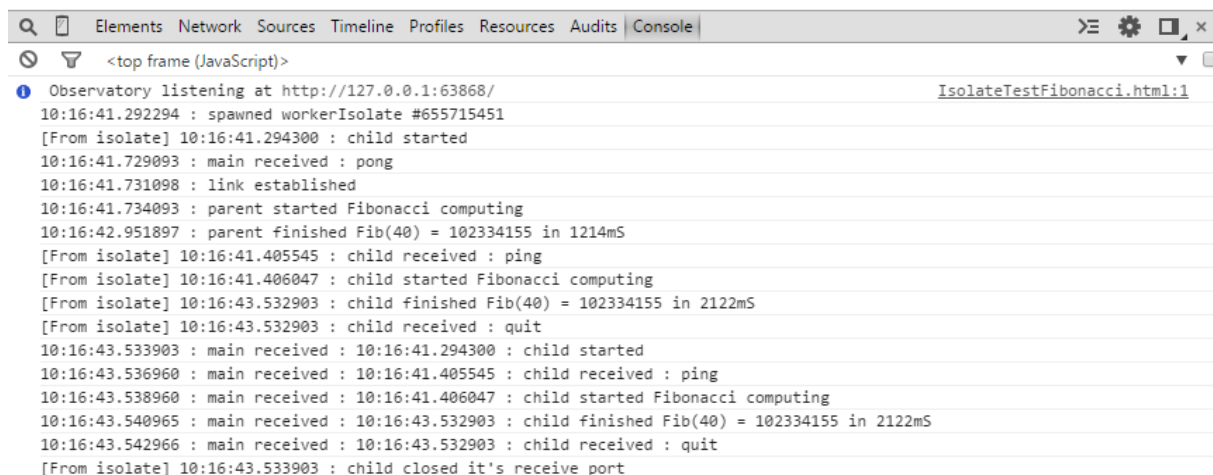 Elements Network Sources Timeline Profiles Resources Audits Console
<top frame (JavaScript)>
Observatory listening at http://127.0.0.1:63868/ IsolateTestFibonacci.html:1
10:16:41.292294 : spawned workerIsolate #655715451
[From isolate] 10:16:41.294300 : child started
10:16:41.729093 : main received : pong
10:16:41.731098 : link established
10:16:41.734093 : parent started Fibonacci computing
10:16:42.951897 : parent finished Fib(40) = 102334155 in 1214mS
[From isolate] 10:16:41.405545 : child received : ping
[From isolate] 10:16:41.406047 : child started Fibonacci computing
[From isolate] 10:16:43.532903 : child finished Fib(40) = 102334155 in 2122mS
[From isolate] 10:16:43.532903 : child received : quit
10:16:43.533903 : main received : 10:16:41.294300 : child started
10:16:43.536960 : main received : 10:16:41.405545 : child received : ping
10:16:43.538960 : main received : 10:16:41.406047 : child started Fibonacci computing
10:16:43.540965 : main received : 10:16:43.532903 : child finished Fib(40) = 102334155 in 2122mS
10:16:43.542966 : main received : 10:16:43.532903 : child received : quit
[From isolate] 10:16:43.533903 : child closed it's receive port